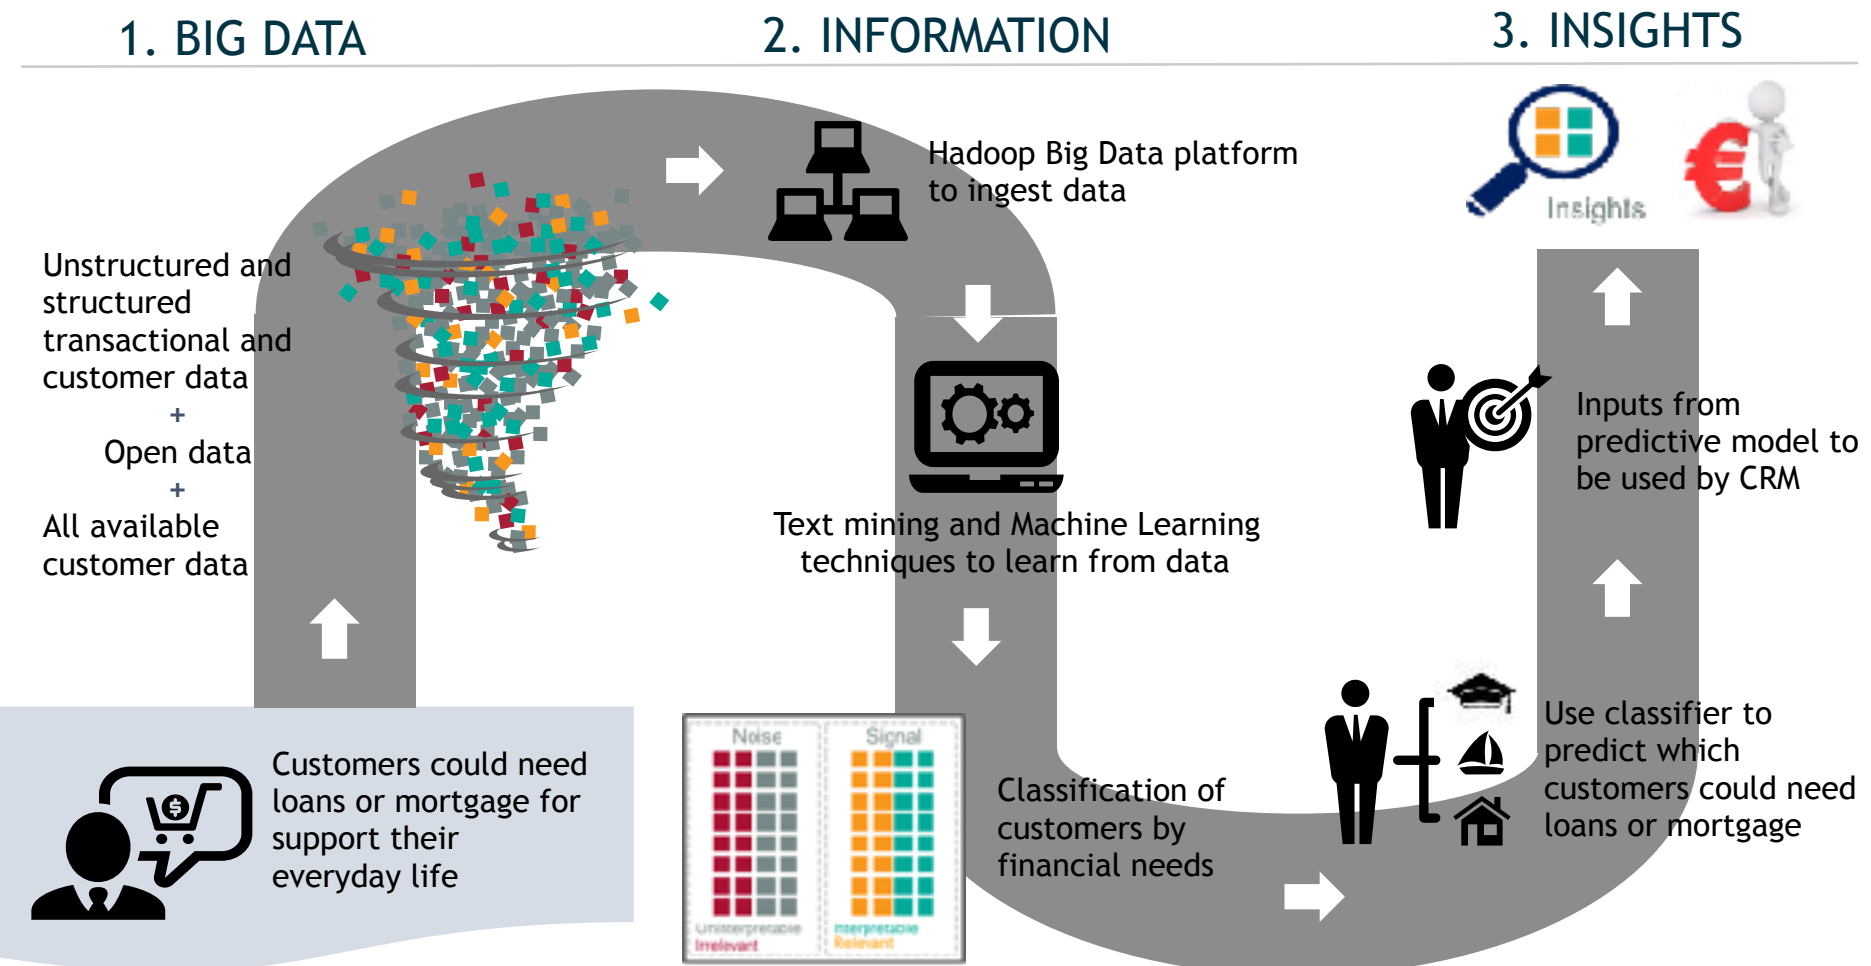 1. BIG DATA
2. INFORMATION
3. INSIGHTS
Unstructured and
structured
transactional and
customer data
+
Open data
+
All available
customer data
Customers could need
loans or mortgage for
support their
everyday life
Hadoop Big Data platform
to ingest data
Text mining and Machine Learning
techniques to learn from data
Noise
Uninterpretable
Irrelevant
Signal
Interpretable
Relevant
Classification of
customers by
financial needs
Use classifier to
predict which
customers could need
loans or mortgage
Inputs from
predictive model to
be used by CRM
Insights